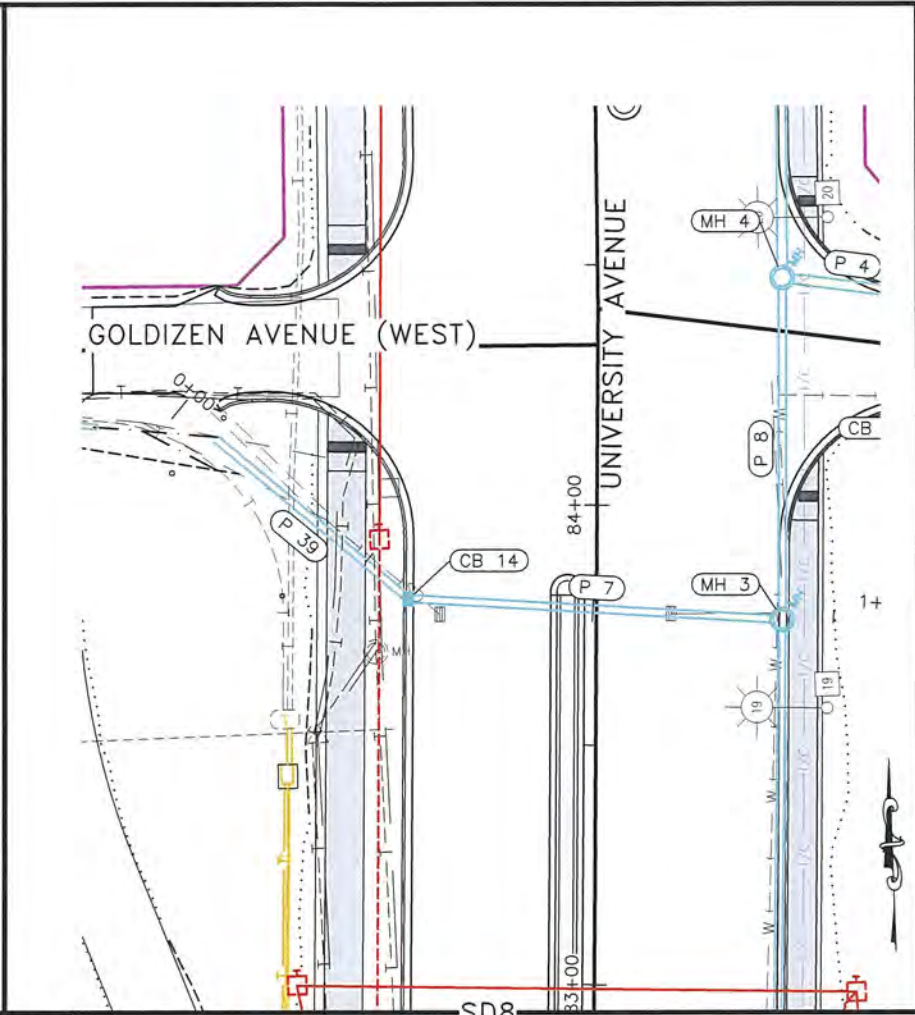 UNIVERSITY AVENUE
20
MH 4
P 4
GOLDIZEN AVENUE (WEST)
0+00
CB
P 8
84+00
P 39
CB 14
P 7
MH 3
1+
MH
W
19
19
W
W
W
83+00
SD8